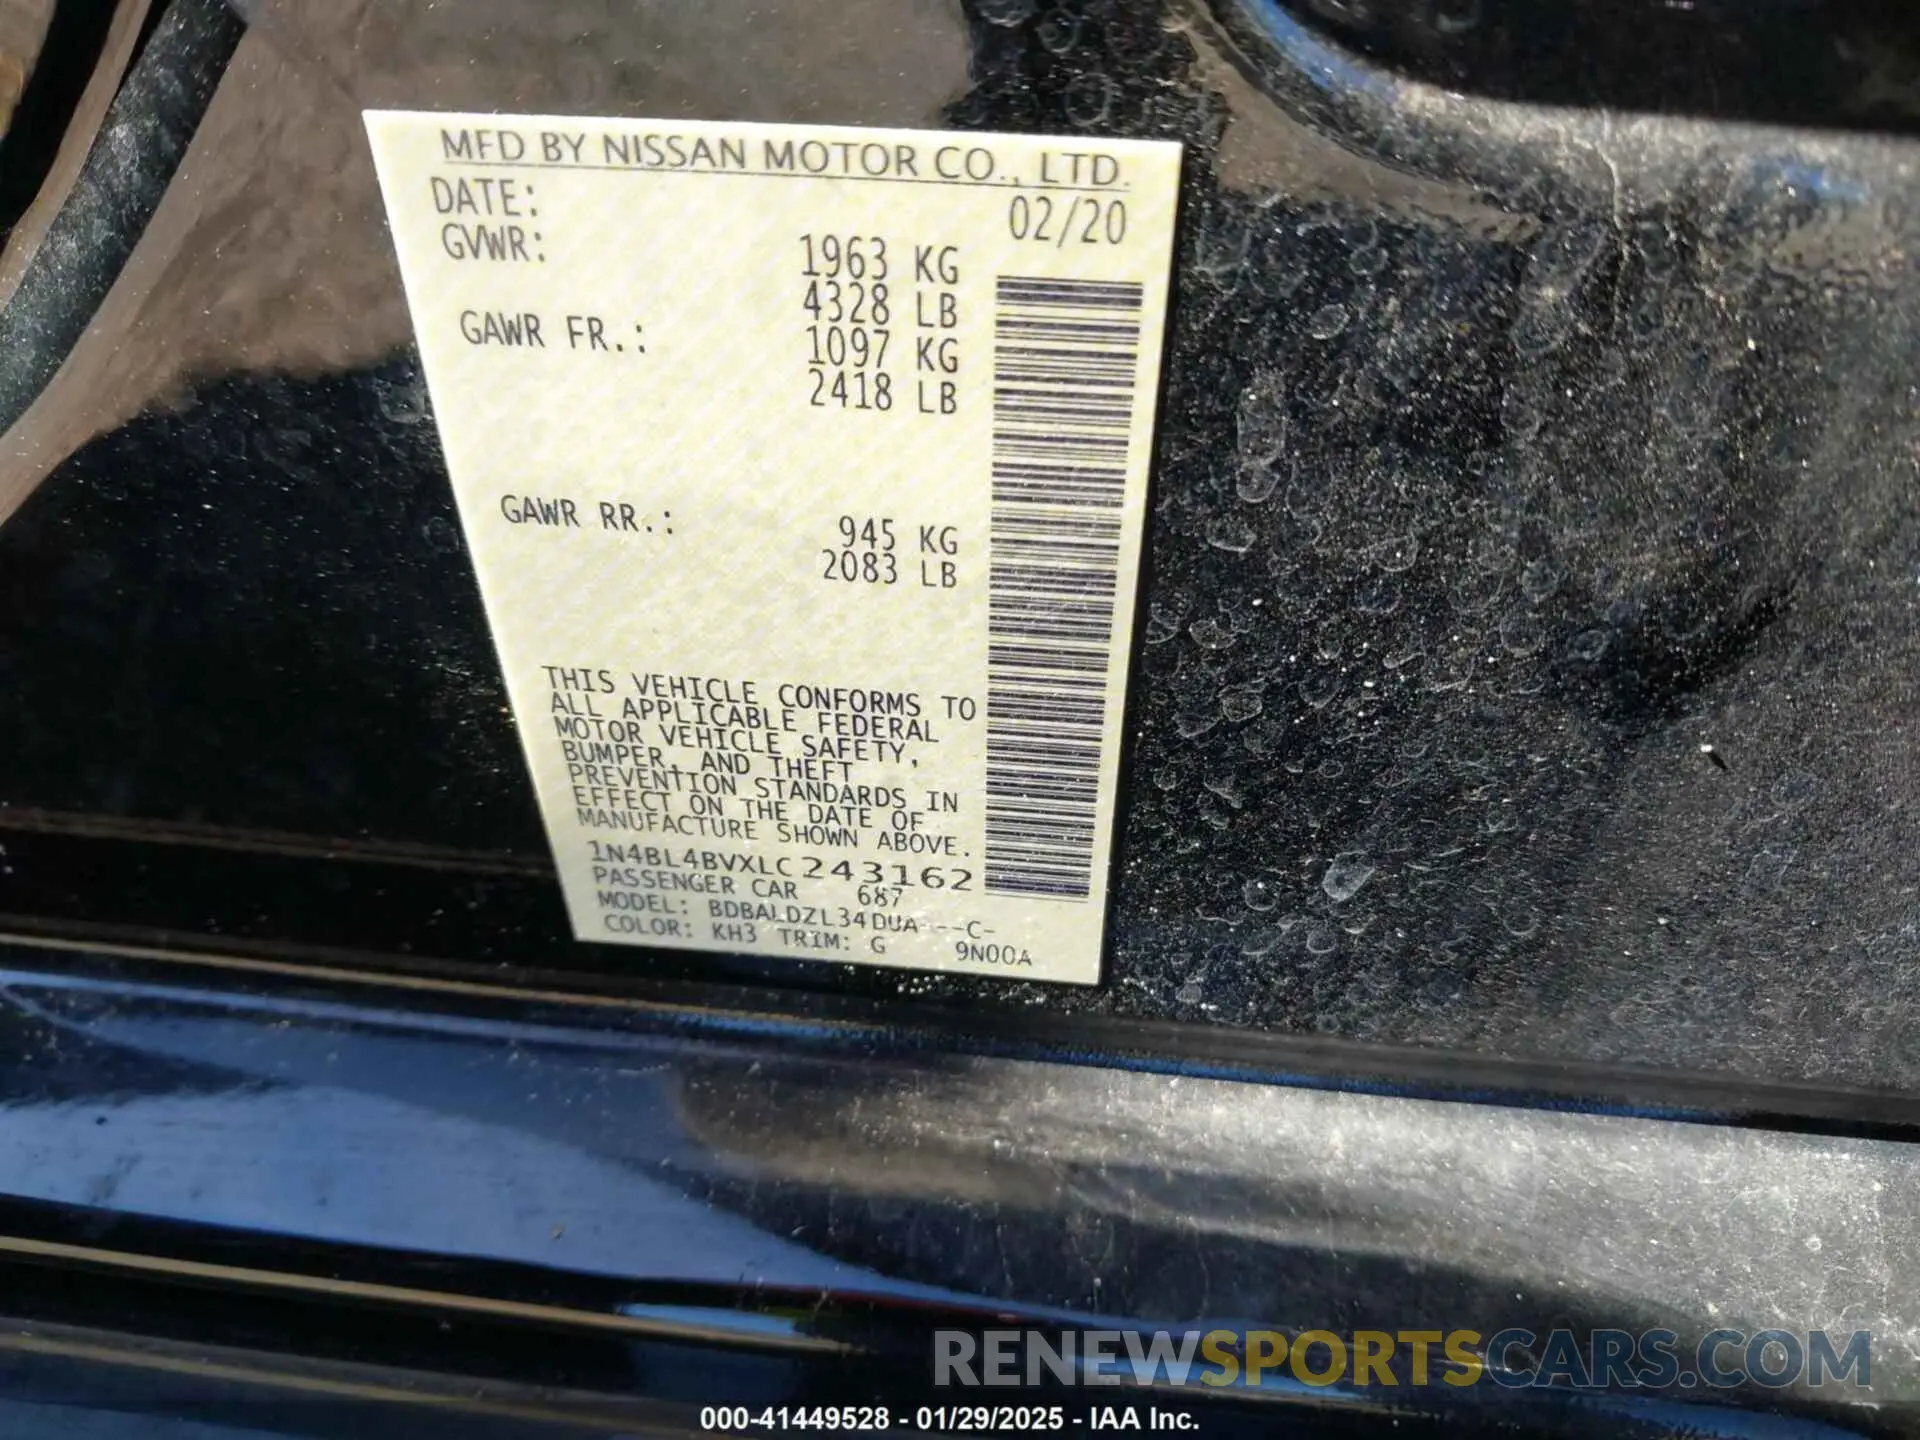 MFD BY NISSAN MOTOR CO., LTD.
DATE: 02/20
GVWR: 1963 KG
4328 LB
GAWR FR.: 1097 KG
2418 LB
GAWR RR.: 945 KG
2083 LB
THIS VEHICLE CONFORMS TO
ALL APPLICABLE FEDERAL
MOTOR VEHICLE SAFETY,
BUMPER, AND THEFT
PREVENTION STANDARDS IN
EFFECT ON THE DATE OF
MANUFACTURE SHOWN ABOVE.
1N4BL4BVXLC243162
PASSENGER CAR 687
MODEL: BDBALDZL34DUA---C-
COLOR: KH3 TRIM: G 9N00A
RENEWSPORTSCARS.COM
000-41449528 - 01/29/2025 - IAA Inc.